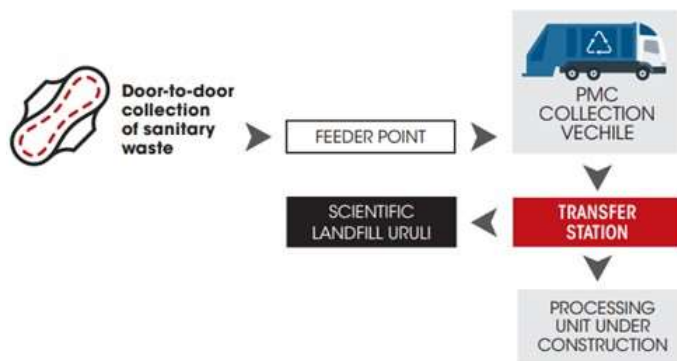 Door-to-door
collection
of sanitary
waste
FEEDER POINT
PMC
COLLECTION
VECHILE
SCIENTIFIC
LANDFILL URULI
TRANSFER
STATION
PROCESSING
UNIT UNDER
CONSTRUCTION